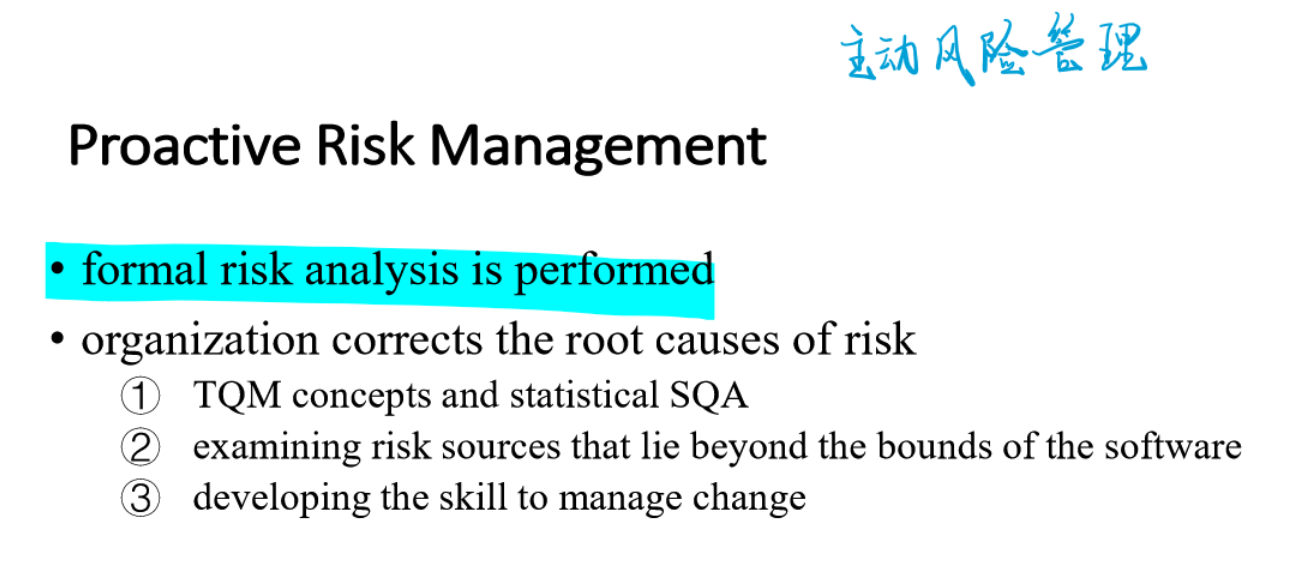 主动风险管理
Proactive Risk Management
• formal risk analysis is performed
• organization corrects the root causes of risk
① TQM concepts and statistical SQA
② examining risk sources that lie beyond the bounds of the software
③ developing the skill to manage change